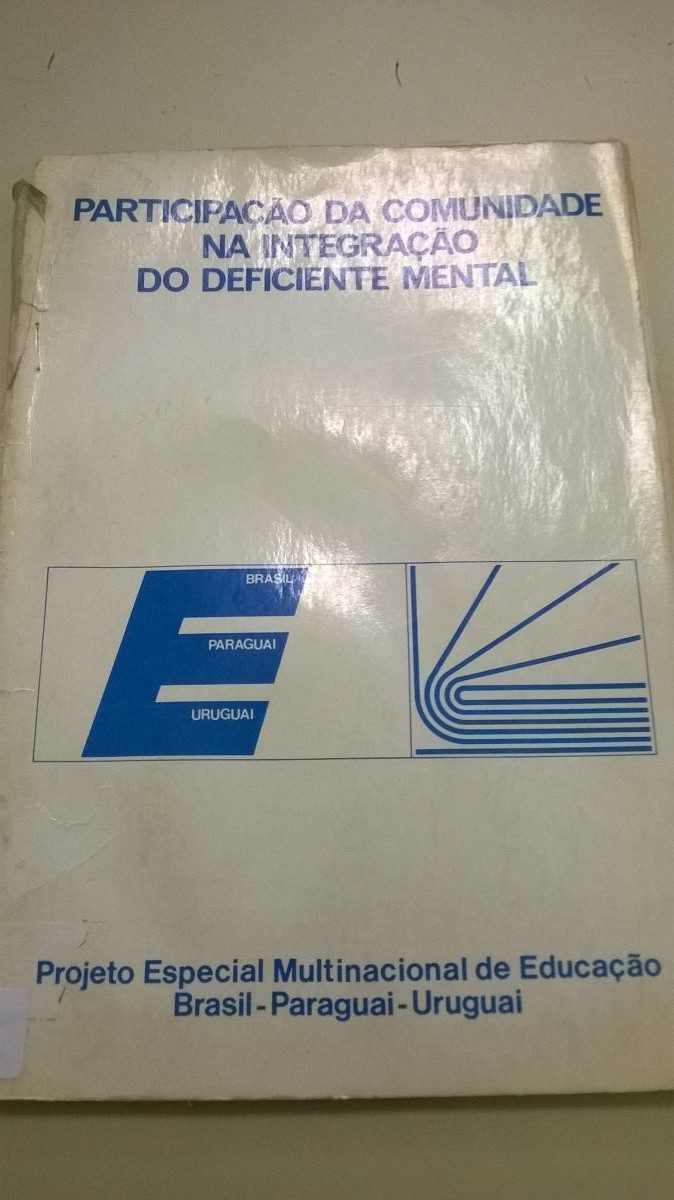 PARTICIPAÇÃO DA COMUNIDADE
NA INTEGRAÇÃO
DO DEFICIENTE MENTAL
BRASIL
PARAGUAI
URUGUAI
Projeto Especial Multinacional de Educação
Brasil-Paraguai-Uruguai